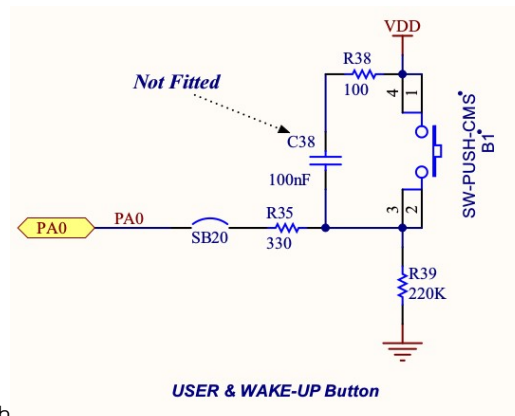 VDD
R38
100
Not Fitted
4
1
C38
100nF
SW-PUSH-CMS
B1
3
2
PA0
PA0
SB20
R35
330
R39
220K
USER & WAKE-UP Button
h